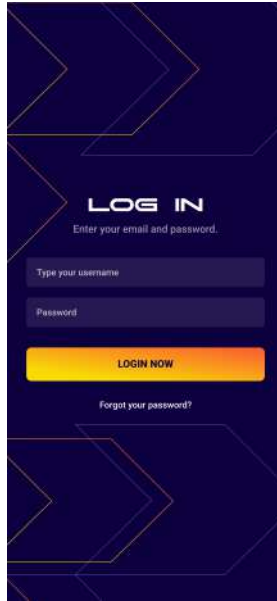 LOG IN
Enter your email and password.
Type your username
Password
LOGIN NOW
Forgot your password?